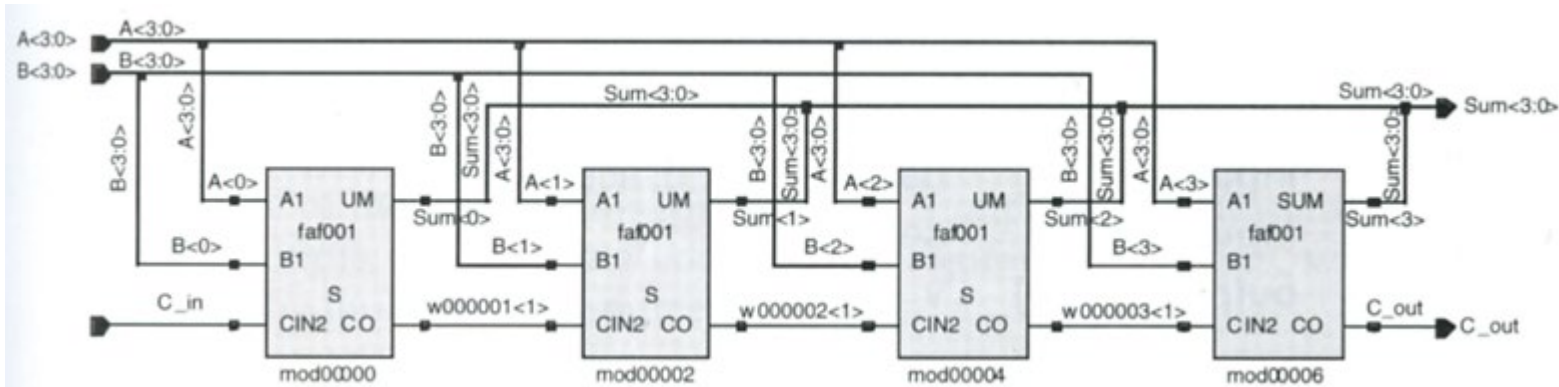 A<3:0> A<3:0>
B<3:0> B<3:0>
Sum<3:0> Sum<3:0> Sum<3:0>
B<3:0> A<3:0> B<3:0> Sum<3:0> A<3:0> B<3:0> Sum<3:0> A<3:0> B<3:0> Sum<3:0> A<3:0> Sum<3:0>
A<0> A<1> A<2> A<3>
A1 UM A1 UM A1 UM A1 SUM
Sum<0> Sum<1> Sum<2> Sum<3>
faf001 faf001 faf001 faf001
B<0> B<1> B<2> B<3>
B1 B1 B1 B1
S S S
C_in w000001<1> w000002<1> w000003<1> C_out
CIN2 CO CIN2 CO CIN2 CO CIN2 CO C_out
mod00000 mod00002 mod00004 mod00006